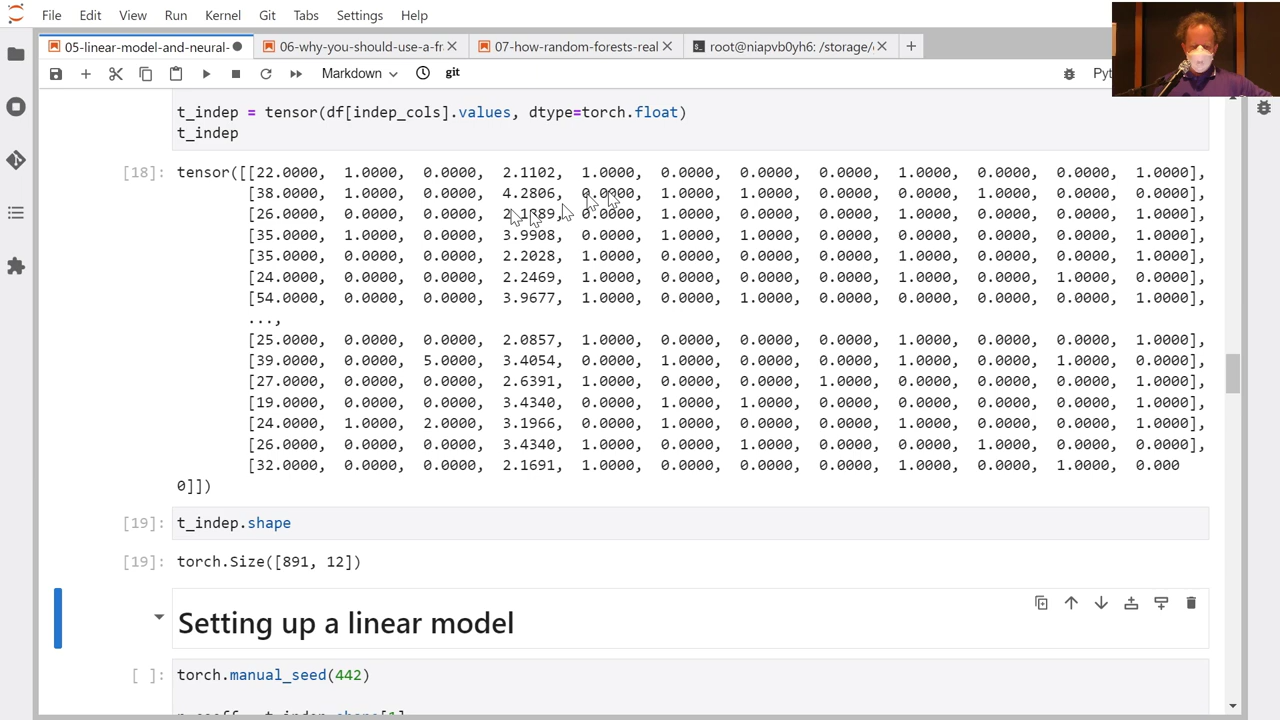 File Edit View Run Kernel Git Tabs Settings Help
05-linear-model-and-neural- 06-why-you-should-use-a-fr 07-how-random-forests-real root@niapvb0yh6: /storage/
Markdown git Pyt
t_indep = tensor(df[indep_cols].values, dtype=torch.float)
t_indep
[18]: tensor([[22.0000, 1.0000, 0.0000, 2.1102, 1.0000, 0.0000, 0.0000, 0.0000, 1.0000, 0.0000, 0.0000, 1.0000],
[38.0000, 1.0000, 0.0000, 4.2806, 0.0000, 1.0000, 1.0000, 0.0000, 0.0000, 1.0000, 0.0000, 0.0000],
[26.0000, 0.0000, 0.0000, 2.1889, 0.0000, 1.0000, 0.0000, 0.0000, 1.0000, 0.0000, 0.0000, 1.0000],
[35.0000, 1.0000, 0.0000, 3.9908, 0.0000, 1.0000, 1.0000, 0.0000, 0.0000, 0.0000, 0.0000, 1.0000],
[35.0000, 0.0000, 0.0000, 2.2028, 1.0000, 0.0000, 0.0000, 0.0000, 1.0000, 0.0000, 0.0000, 1.0000],
[24.0000, 0.0000, 0.0000, 2.2469, 1.0000, 0.0000, 0.0000, 0.0000, 1.0000, 0.0000, 1.0000, 0.0000],
[54.0000, 0.0000, 0.0000, 3.9677, 1.0000, 0.0000, 1.0000, 0.0000, 0.0000, 0.0000, 0.0000, 1.0000],
...,
[25.0000, 0.0000, 0.0000, 2.0857, 1.0000, 0.0000, 0.0000, 0.0000, 1.0000, 0.0000, 0.0000, 1.0000],
[39.0000, 0.0000, 5.0000, 3.4054, 0.0000, 1.0000, 0.0000, 0.0000, 1.0000, 0.0000, 1.0000, 0.0000],
[27.0000, 0.0000, 0.0000, 2.6391, 1.0000, 0.0000, 0.0000, 1.0000, 0.0000, 0.0000, 0.0000, 1.0000],
[19.0000, 0.0000, 0.0000, 3.4340, 0.0000, 1.0000, 1.0000, 0.0000, 0.0000, 0.0000, 0.0000, 1.0000],
[24.0000, 1.0000, 2.0000, 3.1966, 0.0000, 1.0000, 0.0000, 0.0000, 1.0000, 0.0000, 0.0000, 1.0000],
[26.0000, 0.0000, 0.0000, 3.4340, 1.0000, 0.0000, 1.0000, 0.0000, 0.0000, 1.0000, 0.0000, 0.0000],
[32.0000, 0.0000, 0.0000, 2.1691, 1.0000, 0.0000, 0.0000, 0.0000, 1.0000, 0.0000, 1.0000, 0.000
0]])
[19]: t_indep.shape
[19]: torch.Size([891, 12])
Setting up a linear model
[ ]: torch.manual_seed(442)
n_coeff = t_indep.shape[1]